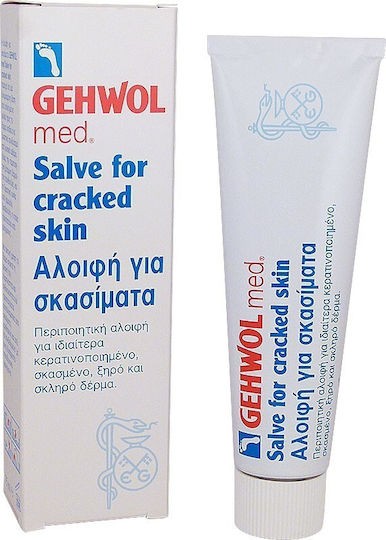 GEHWOL
med®
Salve for
cracked
skin
Αλοιφή για
σκασίματα
Περιποιητική αλοιφή
για ιδιαίτερα
κερατινοποιημένο,
σκασμένο, ξηρό και
σκληρό δέρμα.
GEHWOL med®
Salve for cracked skin
Αλοιφή για σκασίματα
Περιποιητική αλοιφή για ιδιαίτερα κερατινοποιημένο,
σκασμένο, ξηρό και σκληρό δέρμα.